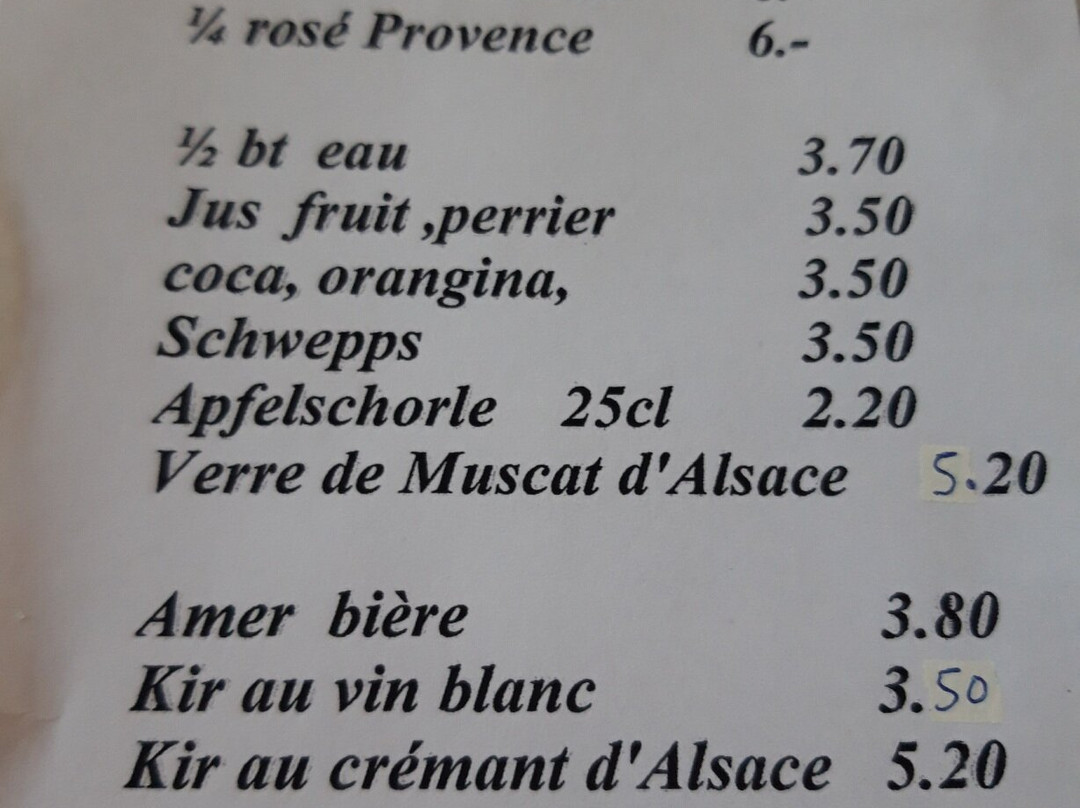 ¼ rosé Provence 6.-
½ bt eau 3.70
Jus fruit ,perrier 3.50
coca, orangina, 3.50
Schwepps 3.50
Apfelschorle 25cl 2.20
Verre de Muscat d'Alsace 5.20
Amer bière 3.80
Kir au vin blanc 3.50
Kir au crémant d'Alsace 5.20